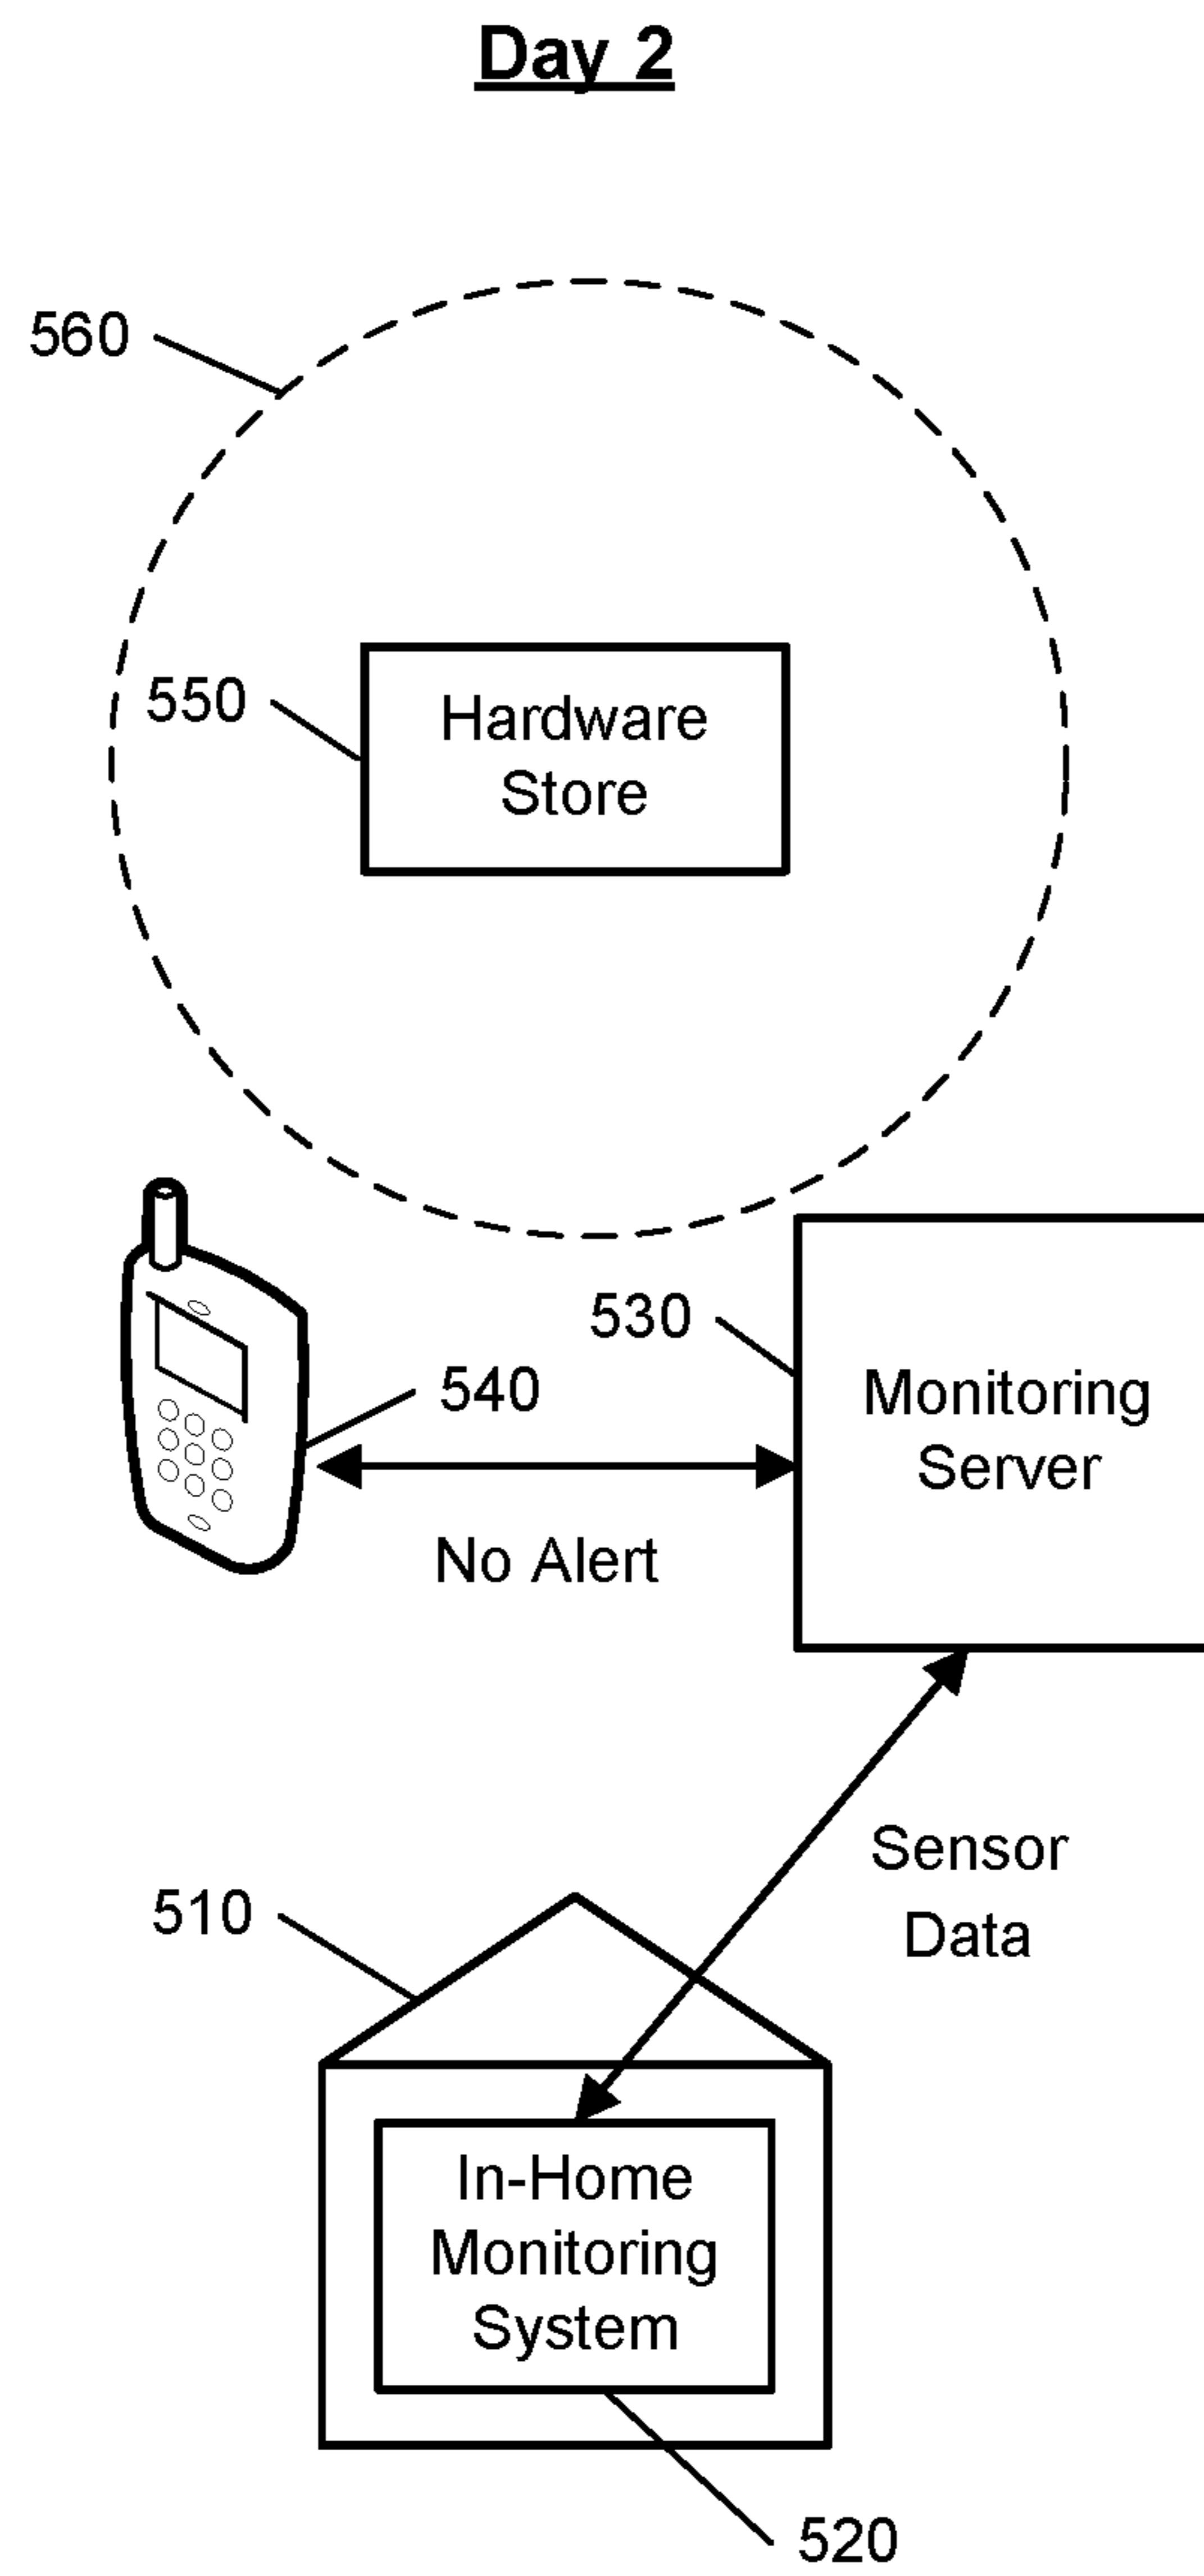 Day 2
560
550
Hardware
Store
530
540
Monitoring
Server
No Alert
Sensor
Data
510
In-Home
Monitoring
System
520